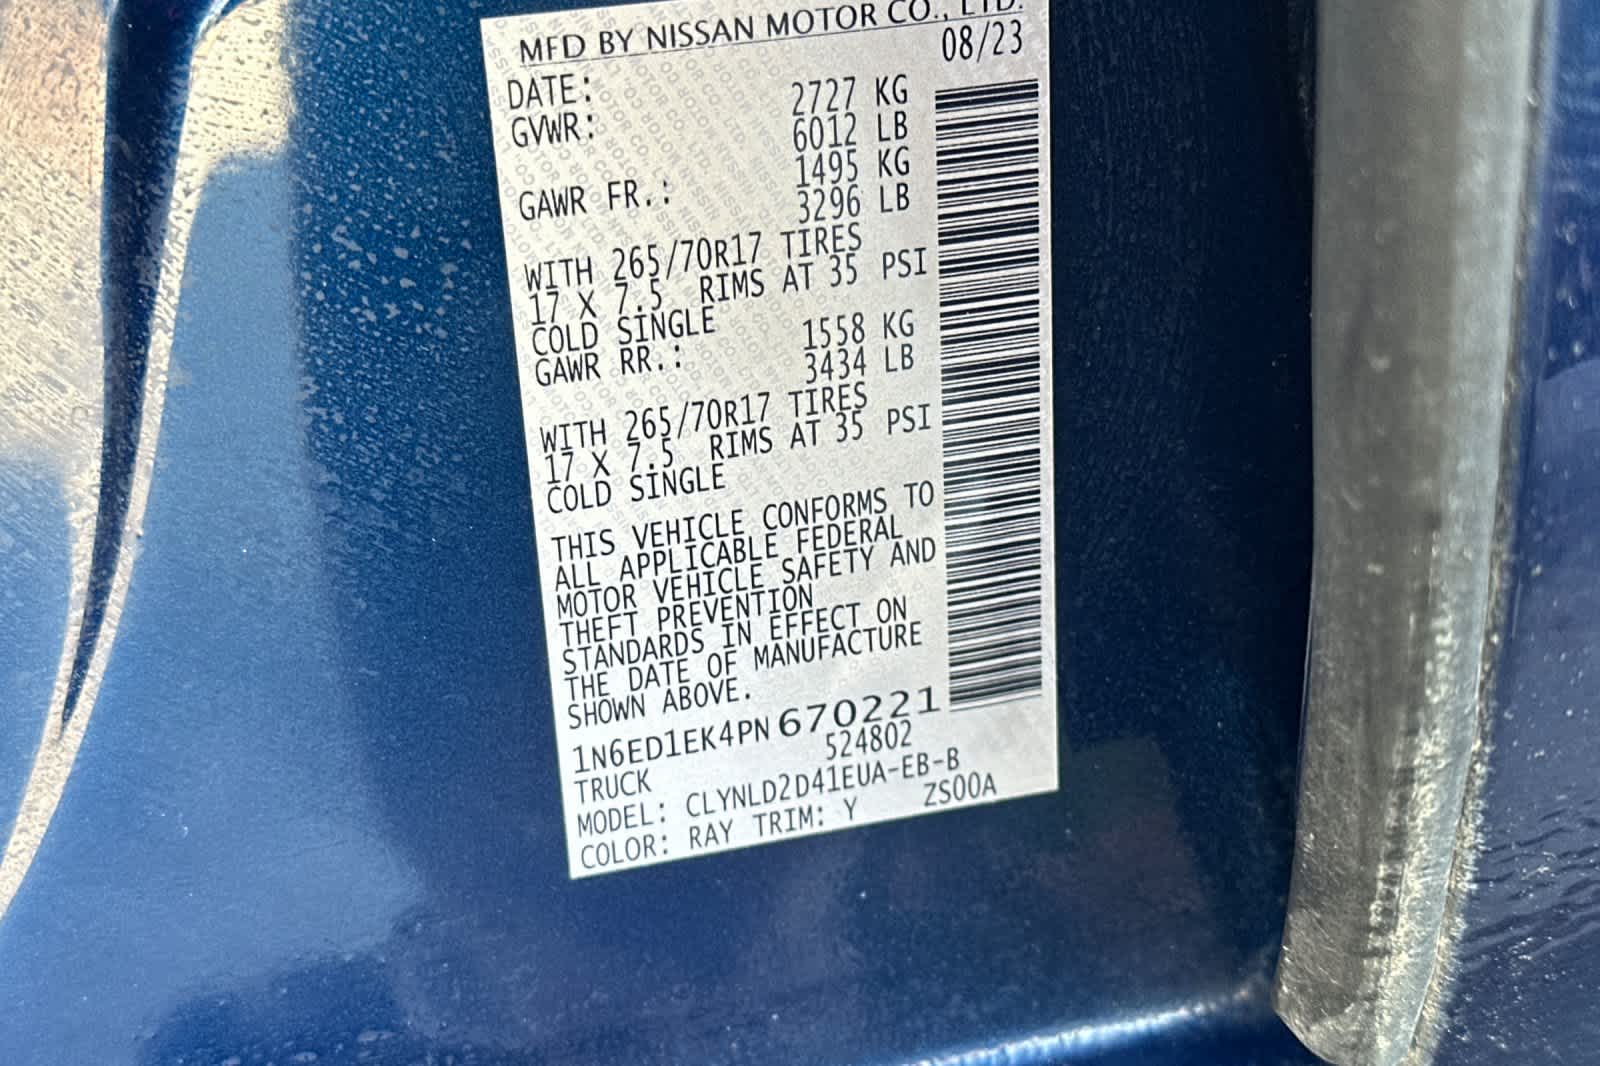 MFD BY NISSAN MOTOR CO., LTD.
08/23
DATE:
2727 KG
GVWR:
6012 LB
1495 KG
GAWR FR.:
3296 LB
WITH 265/70R17 TIRES
17 X 7.5 RIMS AT 35 PSI
COLD SINGLE
1558 KG
GAWR RR.:
3434 LB
WITH 265/70R17 TIRES
17 X 7.5 RIMS AT 35 PSI
COLD SINGLE
THIS VEHICLE CONFORMS TO
ALL APPLICABLE FEDERAL
MOTOR VEHICLE SAFETY AND
THEFT PREVENTION
STANDARDS IN EFFECT ON
THE DATE OF MANUFACTURE
SHOWN ABOVE.
1N6ED1EK4PN670221
TRUCK 524802
MODEL: CLYNLD2D41EUA-EB-B
COLOR: RAY TRIM: Y ZS00A